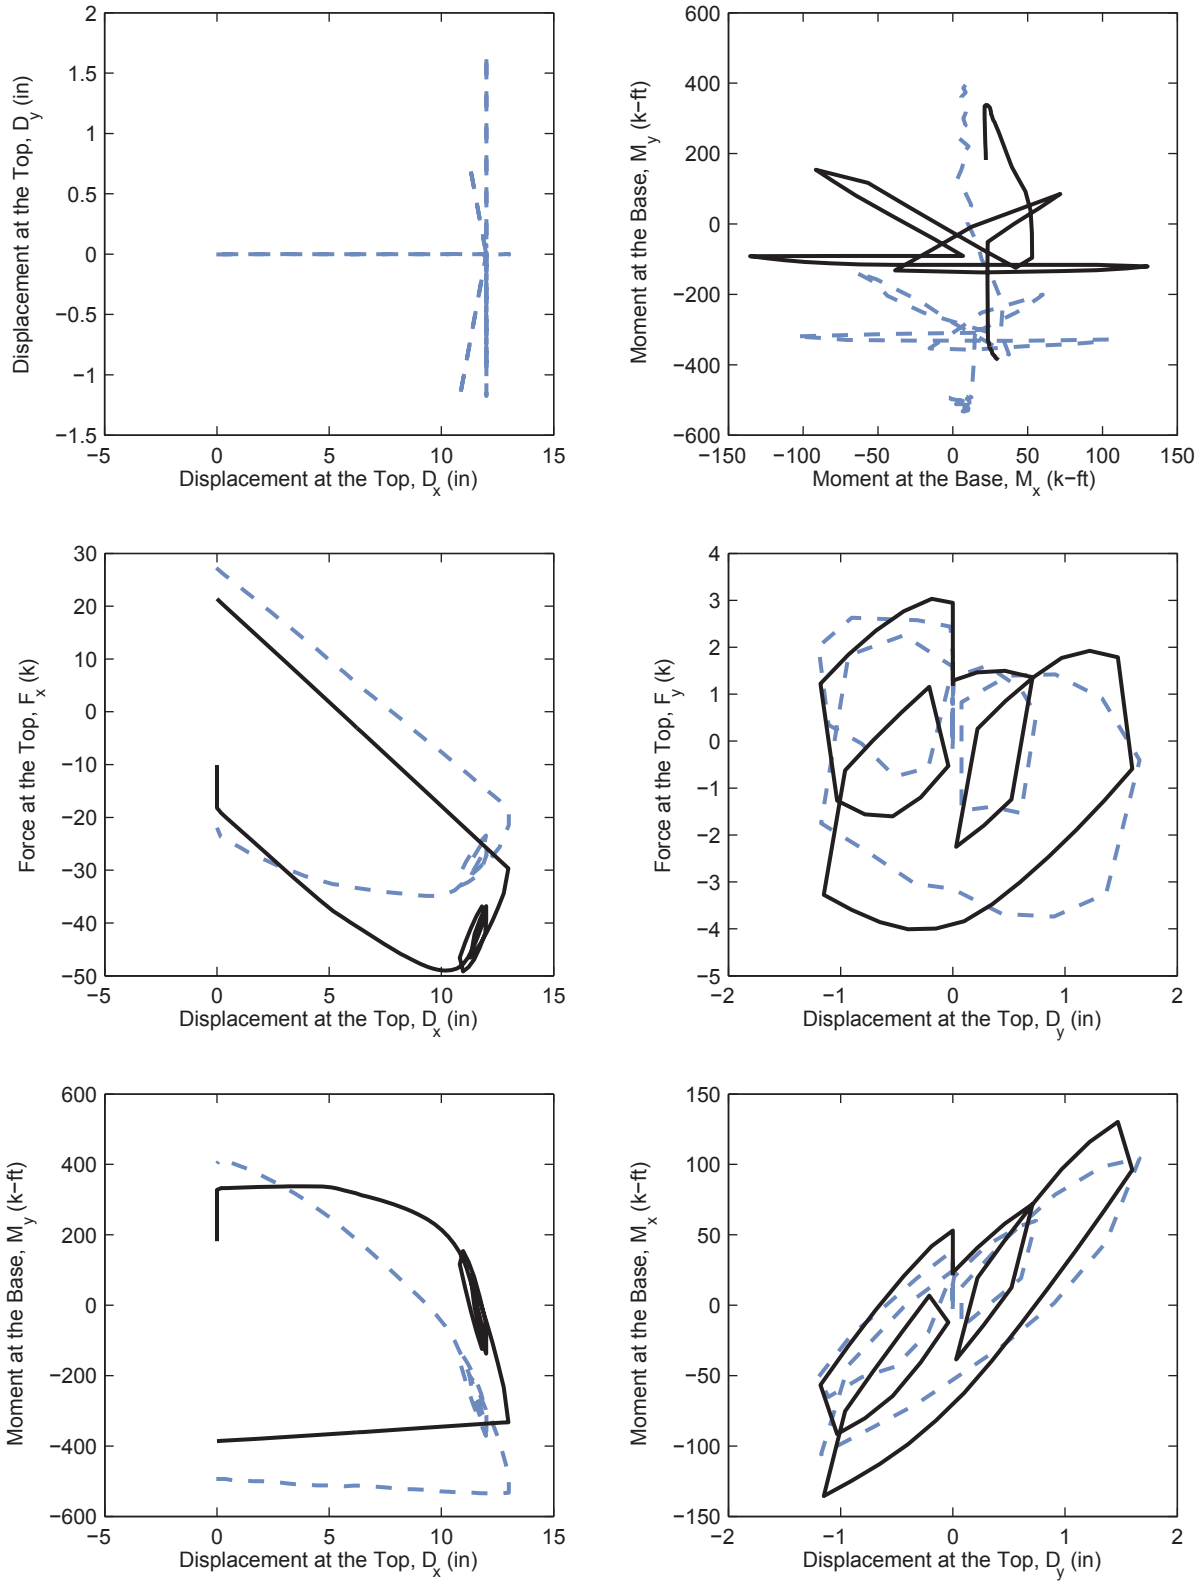 2
1.5
1
0.5
0
−0.5
−1
−1.5
−5 0 5 10 15
Displacement at the Top, D_x (in)
Displacement at the Top, D_y (in)
600
400
200
0
−200
−400
−600
−150 −100 −50 0 50 100 150
Moment at the Base, M_x (k−ft)
Moment at the Base, M_y (k−ft)
30
20
10
0
−10
−20
−30
−40
−50
−5 0 5 10 15
Displacement at the Top, D_x (in)
Force at the Top, F_x (k)
4
3
2
1
0
−1
−2
−3
−4
−5
−2 −1 0 1 2
Displacement at the Top, D_y (in)
Force at the Top, F_y (k)
600
400
200
0
−200
−400
−600
−5 0 5 10 15
Displacement at the Top, D_x (in)
Moment at the Base, M_y (k−ft)
150
100
50
0
−50
−100
−150
−2 −1 0 1 2
Displacement at the Top, D_y (in)
Moment at the Base, M_x (k−ft)